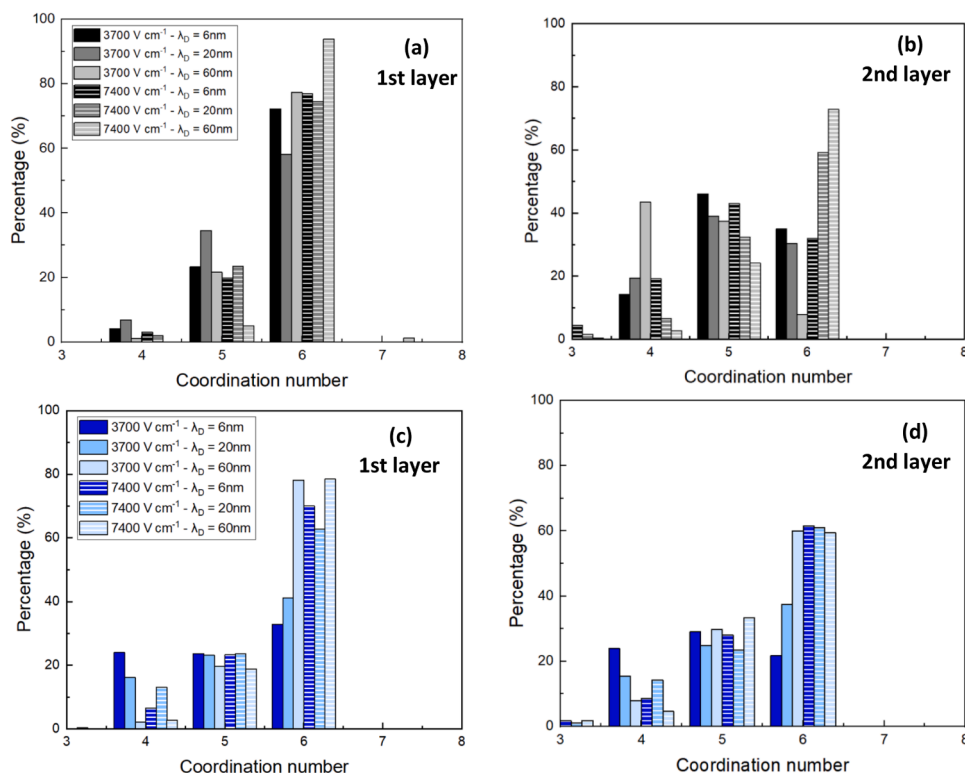 100
80
60
40
20
0
Percentage (%)
3700 V cm⁻¹ - λD = 6nm
3700 V cm⁻¹ - λD = 20nm
3700 V cm⁻¹ - λD = 60nm
7400 V cm⁻¹ - λD = 6nm
7400 V cm⁻¹ - λD = 20nm
7400 V cm⁻¹ - λD = 60nm
(a)
1st layer
3 4 5 6 7 8
Coordination number
100
80
60
40
20
0
Percentage (%)
(b)
2nd layer
3 4 5 6 7 8
Coordination number
100
80
60
40
20
0
Percentage (%)
3700 V cm⁻¹ - λD = 6nm
3700 V cm⁻¹ - λD = 20nm
3700 V cm⁻¹ - λD = 60nm
7400 V cm⁻¹ - λD = 6nm
7400 V cm⁻¹ - λD = 20nm
7400 V cm⁻¹ - λD = 60nm
(c)
1st layer
3 4 5 6 7 8
Coordination number
100
80
60
40
20
0
Percentage (%)
(d)
2nd layer
3 4 5 6 7 8
Coordination number